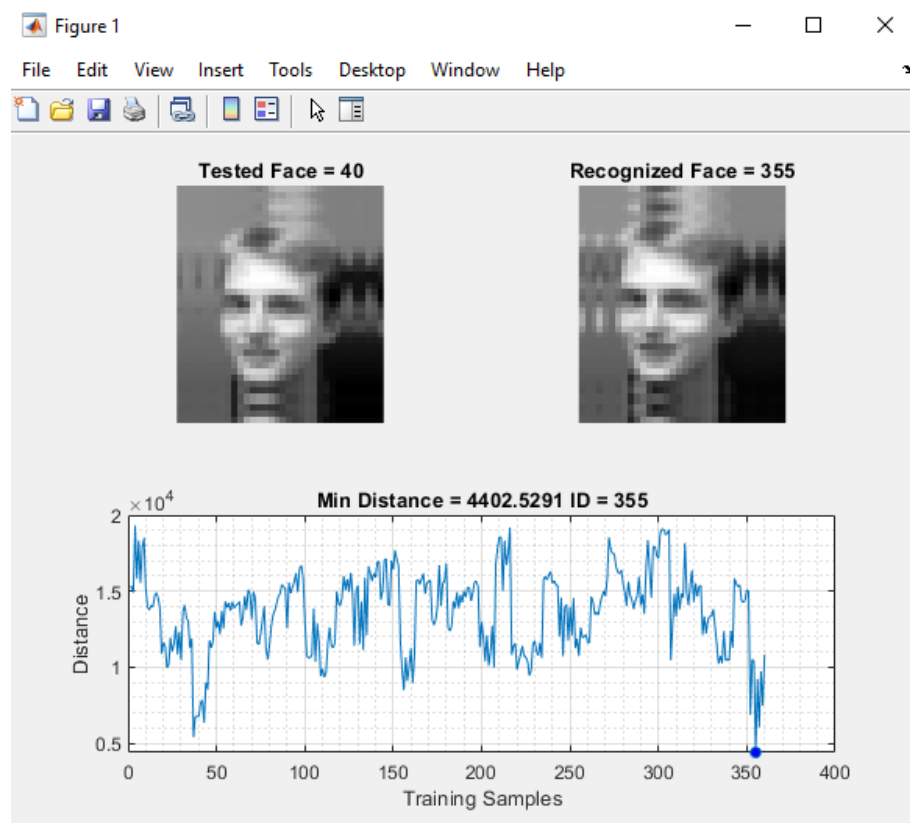 Figure 1
File Edit View Insert Tools Desktop Window Help
Tested Face = 40
Recognized Face = 355
Min Distance = 4402.5291 ID = 355
×10⁴
2
1.5
1
0.5
Distance
0 50 100 150 200 250 300 350 400
Training Samples